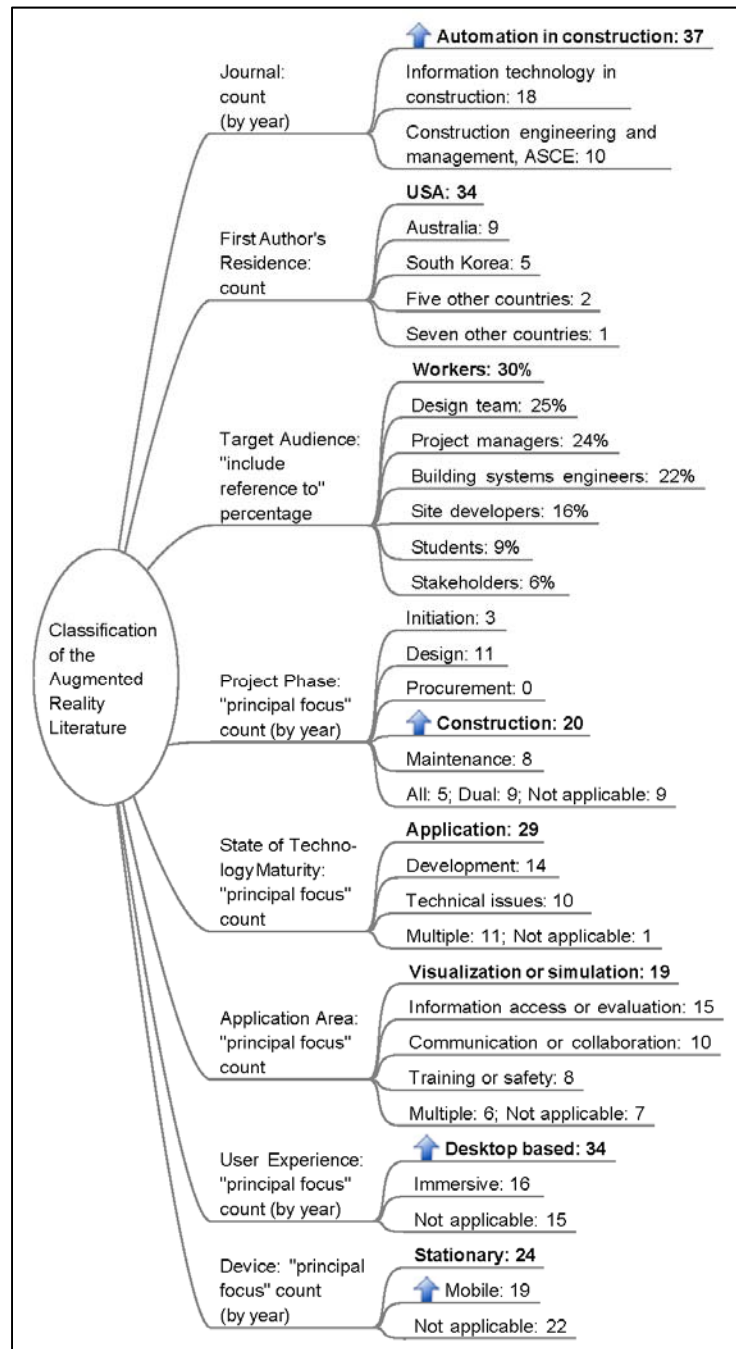 Classification
of the
Augmented
Reality
Literature
Journal:
count
(by year)
Automation in construction: 37
Information technology in
construction: 18
Construction engineering and
management, ASCE: 10
First Author's
Residence:
count
USA: 34
Australia: 9
South Korea: 5
Five other countries: 2
Seven other countries: 1
Target Audience:
"include
reference to"
percentage
Workers: 30%
Design team: 25%
Project managers: 24%
Building systems engineers: 22%
Site developers: 16%
Students: 9%
Stakeholders: 6%
Project Phase:
"principal focus"
count (by year)
Initiation: 3
Design: 11
Procurement: 0
Construction: 20
Maintenance: 8
All: 5; Dual: 9; Not applicable: 9
State of Techno-
logy Maturity:
"principal focus"
count
Application: 29
Development: 14
Technical issues: 10
Multiple: 11; Not applicable: 1
Application Area:
"principal focus"
count
Visualization or simulation: 19
Information access or evaluation: 15
Communication or collaboration: 10
Training or safety: 8
Multiple: 6; Not applicable: 7
User Experience:
"principal focus"
count (by year)
Desktop based: 34
Immersive: 16
Not applicable: 15
Device: "principal
focus" count
(by year)
Stationary: 24
Mobile: 19
Not applicable: 22